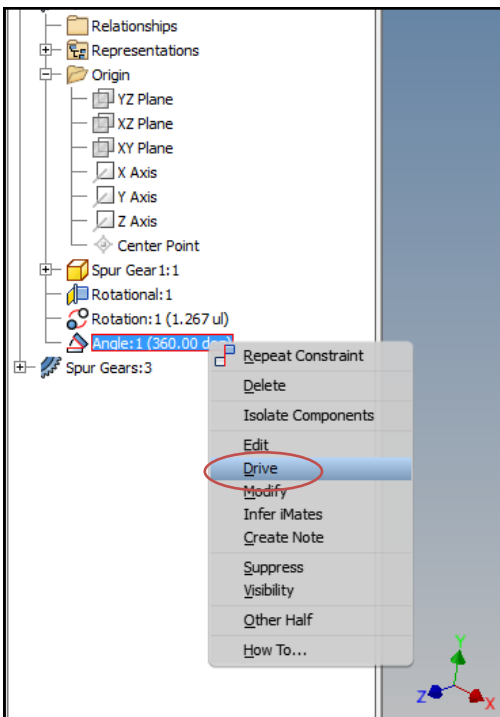 Relationships
Representations
Origin
YZ Plane
XZ Plane
XY Plane
X Axis
Y Axis
Z Axis
Center Point
Spur Gear1:1
Rotational:1
Rotation:1 (1.267 ul)
Angle:1 (360.00 deg)
Spur Gears:3
Repeat Constraint
Delete
Isolate Components
Edit
Drive
Modify
Infer iMates
Create Note
Suppress
Visibility
Other Half
How To...
Y
Z
X